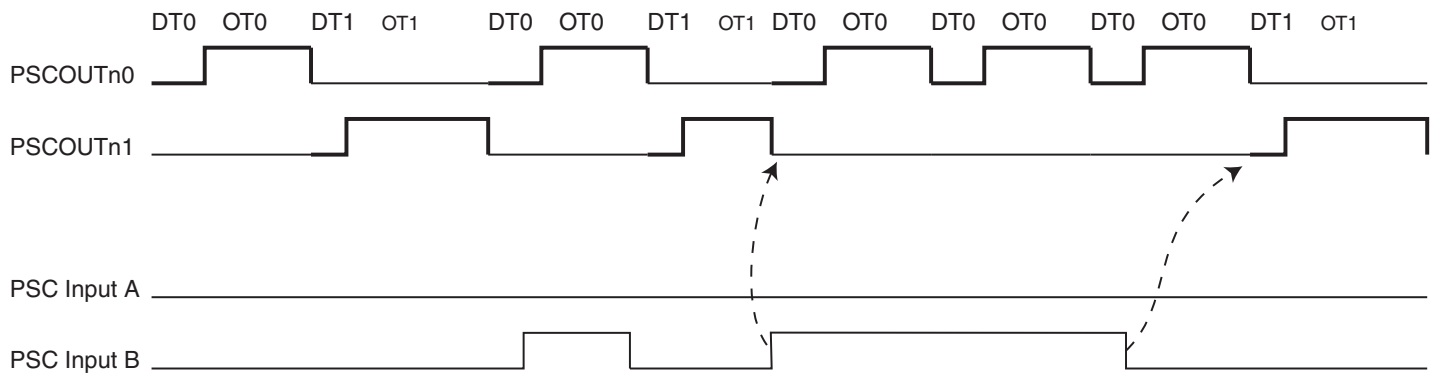 DT0 OT0 DT1 OT1 DT0 OT0 DT1 OT1 DT0 OT0 DT0 OT0 DT0 OT0 DT1 OT1
PSCOUTn0
PSCOUTn1
PSC Input A
PSC Input B